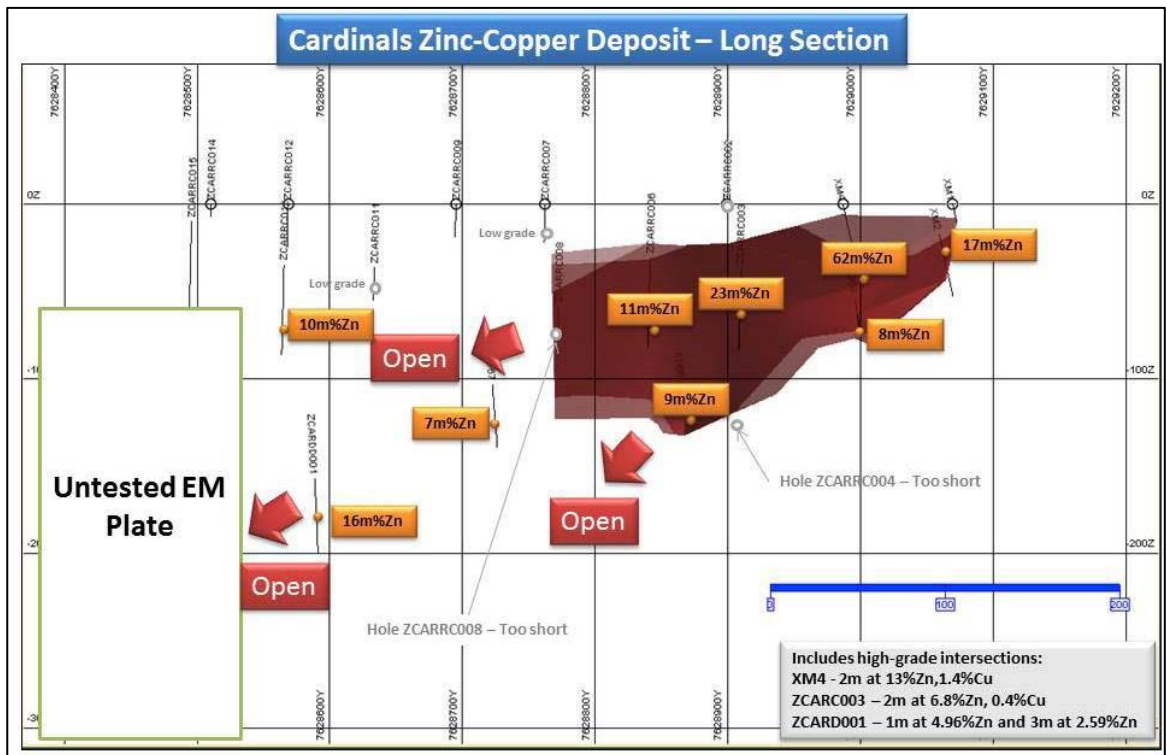 Cardinals Zinc-Copper Deposit – Long Section
7628400Y
7628500Y
7628600Y
7628700Y
7628800Y
7628900Y
7629000Y
7629100Y
7629200Y
ZCARRC015
ZCARRC014
ZCARRC012
ZCARRC009
ZCARRC007
ZCARRC002
XM4
0Z
0Z
ZCARRC011
Low grade
Low grade
ZCARRC008
ZCARRC006
ZCARRC003
XM2
17m%Zn
62m%Zn
23m%Zn
11m%Zn
10m%Zn
8m%Zn
Open
-100Z
9m%Zn
7m%Zn
ZCARD0001
Untested EM
Plate
Hole ZCARRC004 – Too short
16m%Zn
Open
-200Z
Open
0
100
200
Hole ZCARRC008 – Too short
Includes high-grade intersections:
XM4 - 2m at 13%Zn,1.4%Cu
ZCARC003 – 2m at 6.8%Zn, 0.4%Cu
ZCARD001 – 1m at 4.96%Zn and 3m at 2.59%Zn
7628600Y
7628700Y
7628800Y
7628900Y